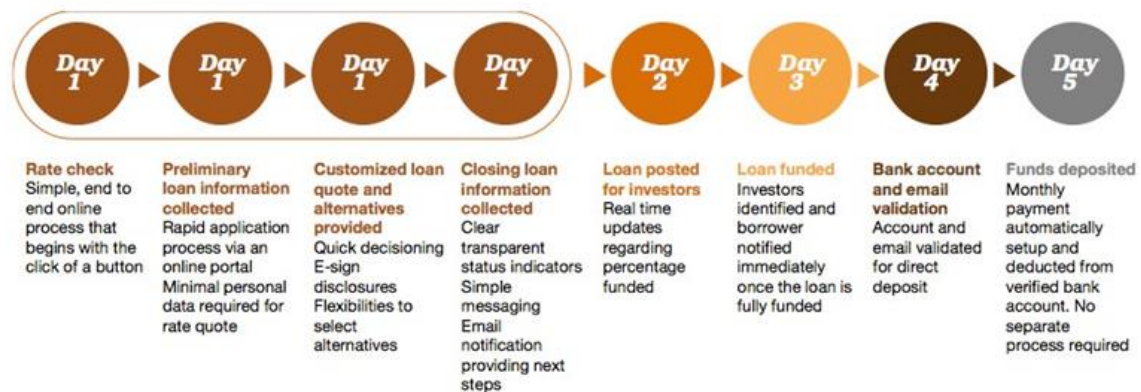 Day
1
Day
1
Day
1
Day
1
Day
2
Day
3
Day
4
Day
5
Rate check
Simple, end to
end online
process that
begins with the
click of a button
Preliminary
loan information
collected
Rapid application
process via an
online portal
Minimal personal
data required for
rate quote
Customized loan
quote and
alternatives
provided
Quick decisioning
E-sign
disclosures
Flexibilities to
select
alternatives
Closing loan
information
collected
Clear
transparent
status indicators
Simple
messaging
Email
notification
providing next
steps
Loan posted
for investors
Real time
updates
regarding
percentage
funded
Loan funded
Investors
identified and
borrower
notified
immediately
once the loan is
fully funded
Bank account
and email
validation
Account and
email validated
for direct
deposit
Funds deposited
Monthly
payment
automatically
setup and
deducted from
verified bank
account. No
separate
process required